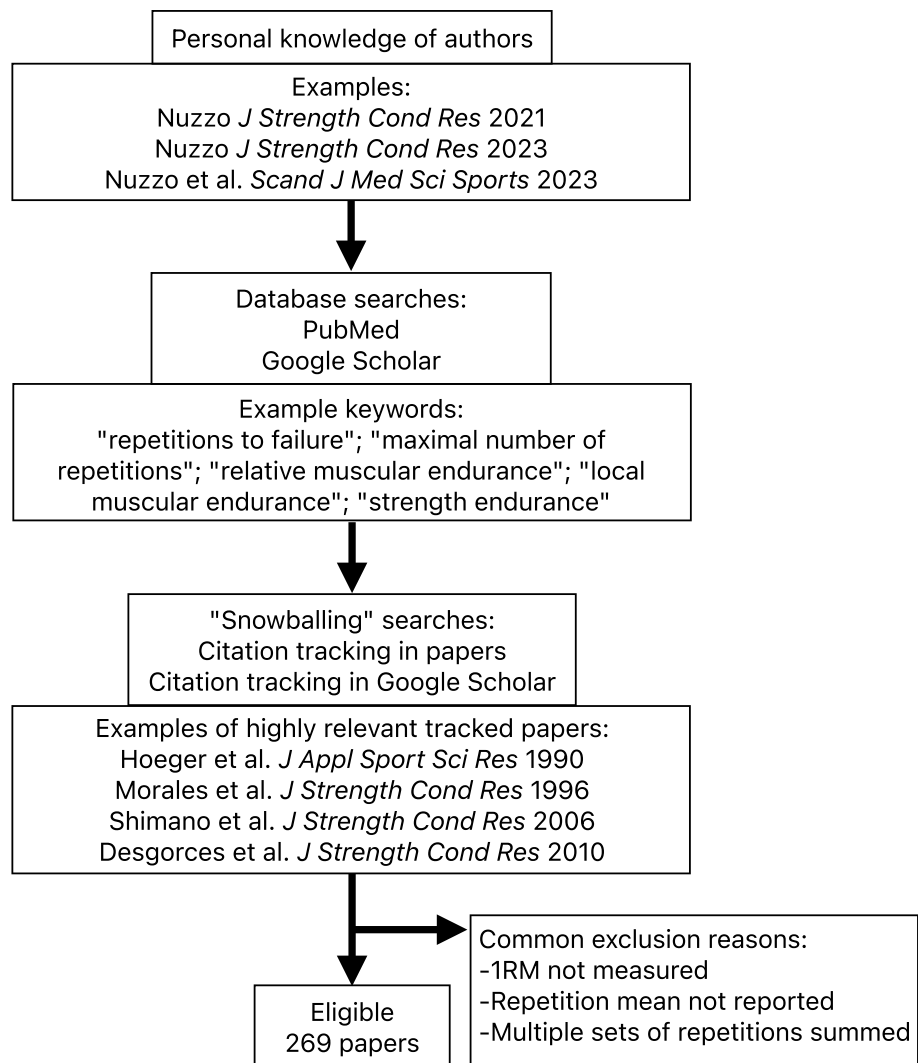 Personal knowledge of authors
Examples:
Nuzzo J Strength Cond Res 2021
Nuzzo J Strength Cond Res 2023
Nuzzo et al. Scand J Med Sci Sports 2023
Database searches:
PubMed
Google Scholar
Example keywords:
"repetitions to failure"; "maximal number of
repetitions"; "relative muscular endurance"; "local
muscular endurance"; "strength endurance"
"Snowballing" searches:
Citation tracking in papers
Citation tracking in Google Scholar
Examples of highly relevant tracked papers:
Hoeger et al. J Appl Sport Sci Res 1990
Morales et al. J Strength Cond Res 1996
Shimano et al. J Strength Cond Res 2006
Desgorces et al. J Strength Cond Res 2010
Common exclusion reasons:
-1RM not measured
-Repetition mean not reported
-Multiple sets of repetitions summed
Eligible
269 papers